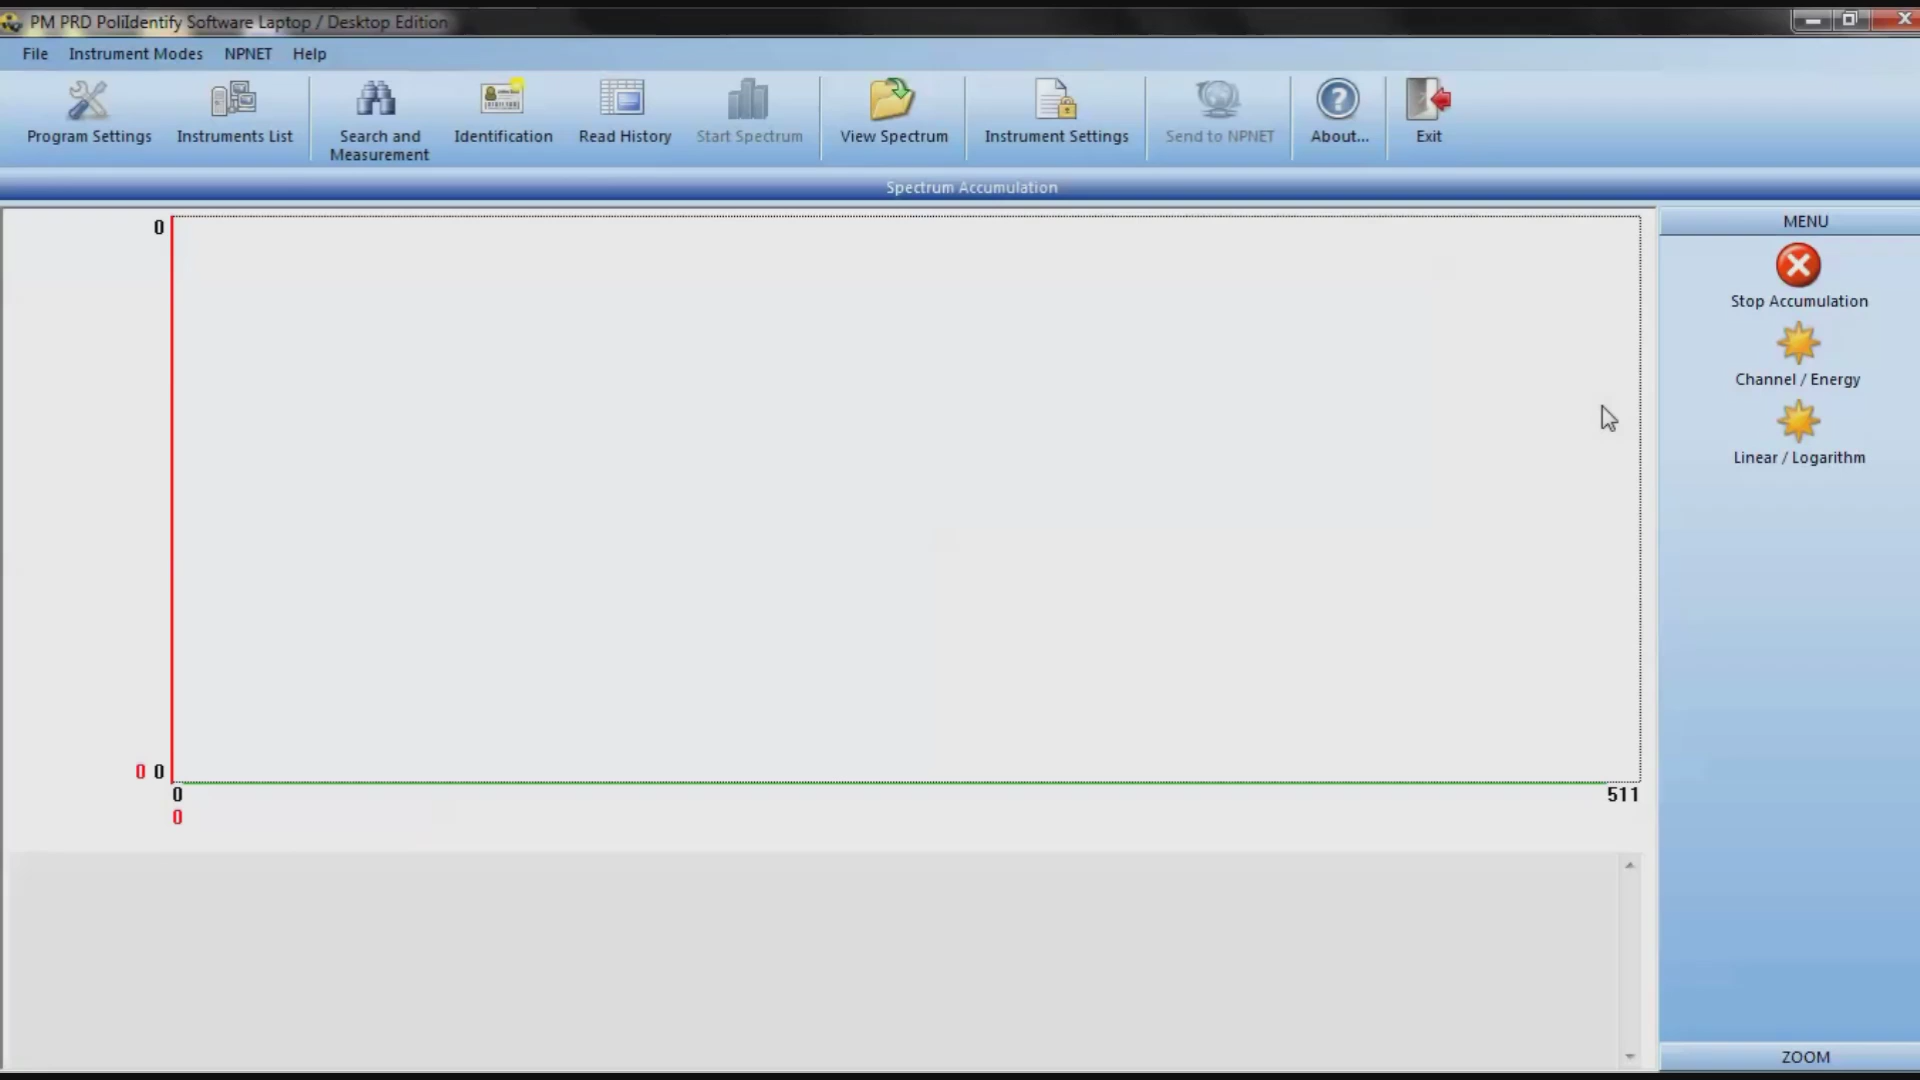 PM PRD PoliIdentify Software Laptop / Desktop Edition
File Instrument Modes NPNET Help
Program Settings Instruments List Search and Measurement Identification Read History Start Spectrum View Spectrum Instrument Settings Send to NPNET About... Exit
Spectrum Accumulation
MENU
0
Stop Accumulation
Channel / Energy
Linear / Logarithm
0 0
0 511
0
ZOOM